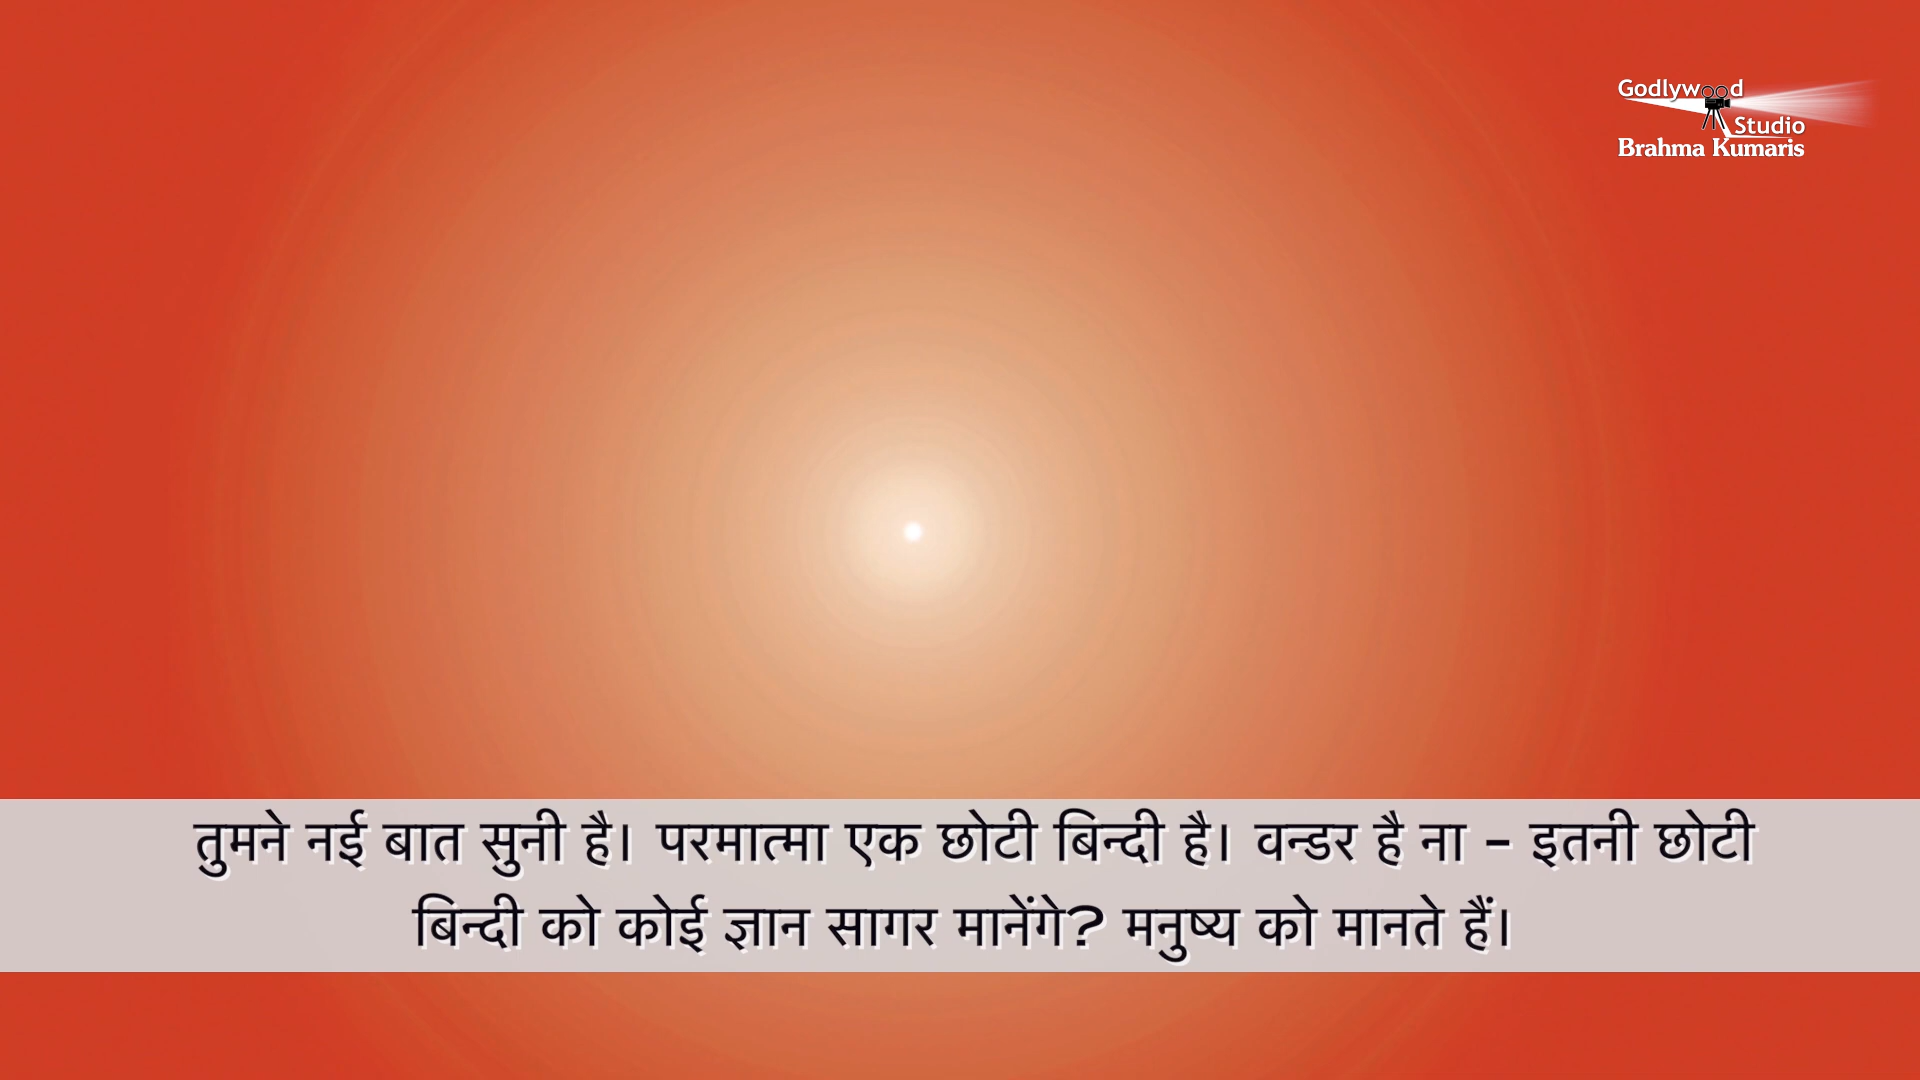 Godlywood
Studio
Brahma Kumaris
तुमने नई बात सुनी है। परमात्मा एक छोटी बिन्दी है। वन्डर है ना - इतनी छोटी
बिन्दी को कोई ज्ञान सागर मानेंगे? मनुष्य को मानते हैं।